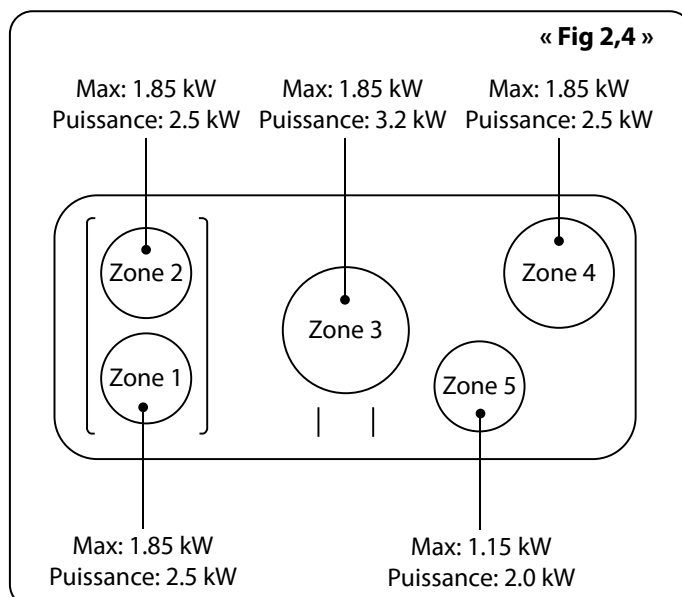 « Fig 2,4 »
Max: 1.85 kW
Puissance: 2.5 kW
Max: 1.85 kW
Puissance: 3.2 kW
Max: 1.85 kW
Puissance: 2.5 kW
Zone 2
Zone 4
Zone 3
Zone 1
Zone 5
Max: 1.85 kW
Puissance: 2.5 kW
Max: 1.15 kW
Puissance: 2.0 kW